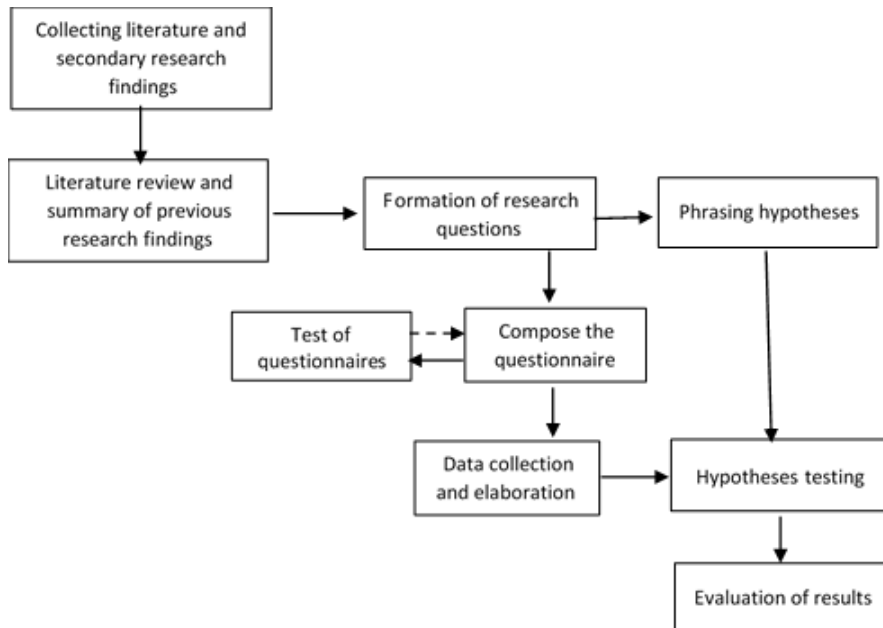 Collecting literature and
secondary research
findings
Literature review and
summary of previous
research findings
Formation of research
questions
Phrasing hypotheses
Test of
questionnaires
Compose the
questionnaire
Data collection
and elaboration
Hypotheses testing
Evaluation of results